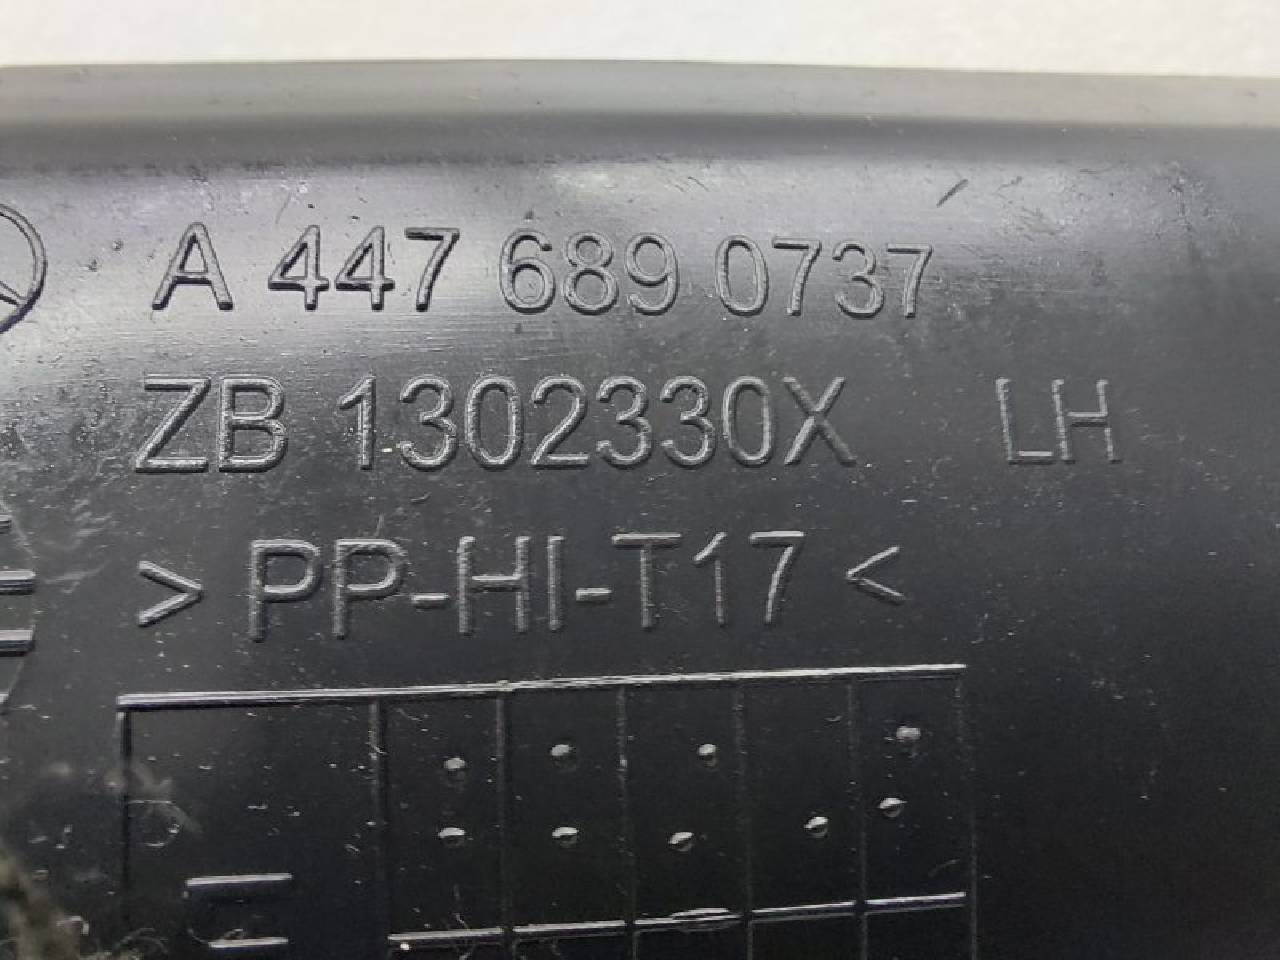 A 447 689 0737
ZB 1302330X LH
> PP-HI-T17 <